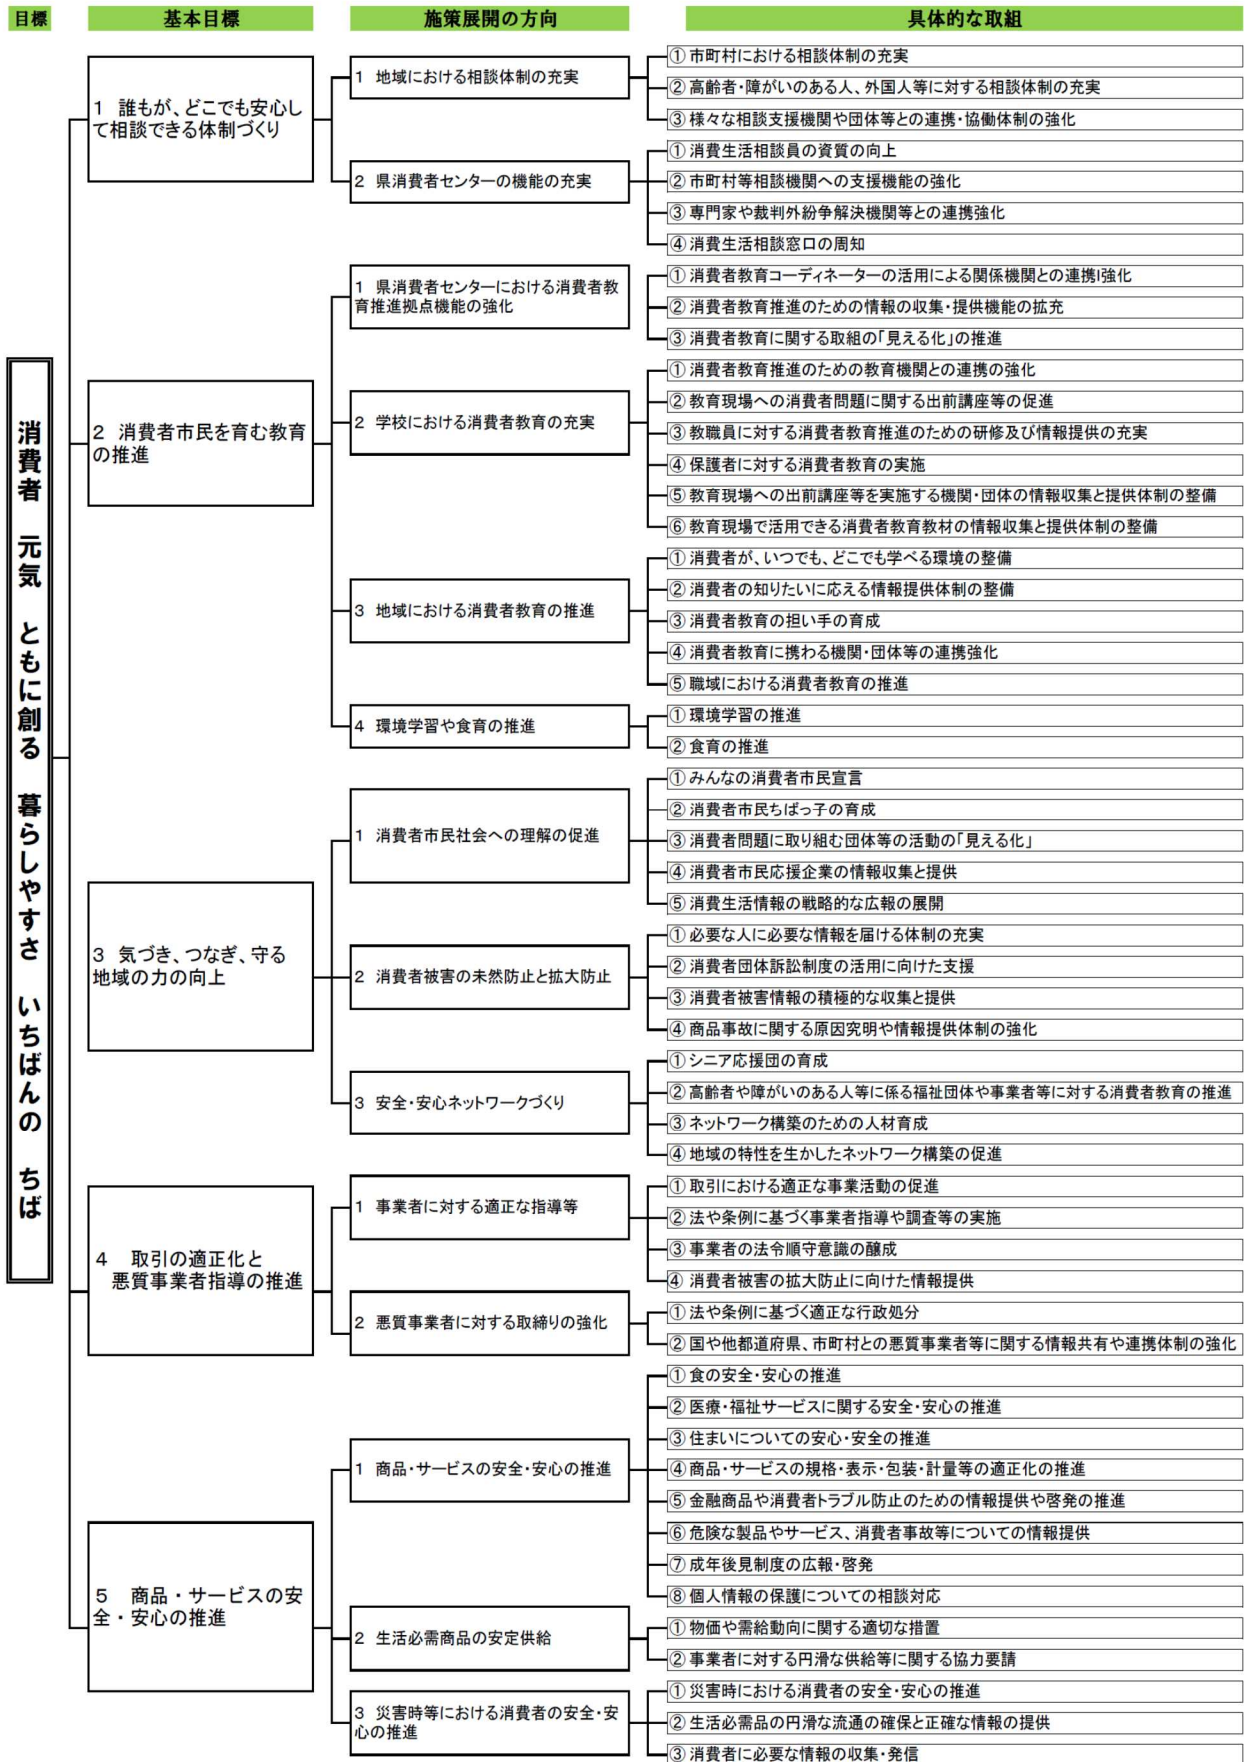 目標
基本目標
施策展開の方向
具体的な取組
消費者 元気 ともに創る 暮らしやすさ いちばんの ちば
1 誰もが、どこでも安心し
て相談できる体制づくり
1 地域における相談体制の充実
①市町村における相談体制の充実
②高齢者・障がいのある人、外国人等に対する相談体制の充実
③様々な相談支援機関や団体等との連携・協働体制の強化
2 県消費者センターの機能の充実
①消費生活相談員の資質の向上
②市町村等相談機関への支援機能の強化
③専門家や裁判外紛争解決機関等との連携強化
④消費生活相談窓口の周知
2 消費者市民を育む教育
の推進
1 県消費者センターにおける消費者教
育推進拠点機能の強化
①消費者教育コーディネーターの活用による関係機関との連携l強化
②消費者教育推進のための情報の収集・提供機能の拡充
③消費者教育に関する取組の「見える化」の推進
2 学校における消費者教育の充実
①消費者教育推進のための教育機関との連携の強化
②教育現場への消費者問題に関する出前講座等の促進
③教職員に対する消費者教育推進のための研修及び情報提供の充実
④保護者に対する消費者教育の実施
⑤教育現場への出前講座等を実施する機関・団体の情報収集と提供体制の整備
⑥教育現場で活用できる消費者教育教材の情報収集と提供体制の整備
3 地域における消費者教育の推進
①消費者が、いつでも、どこでも学べる環境の整備
②消費者の知りたいに応える情報提供体制の整備
③消費者教育の担い手の育成
④消費者教育に携わる機関・団体等の連携強化
⑤職域における消費者教育の推進
4 環境学習や食育の推進
①環境学習の推進
②食育の推進
3 気づき、つなぎ、守る
地域の力の向上
1 消費者市民社会への理解の促進
①みんなの消費者市民宣言
②消費者市民ちばっ子の育成
③消費者問題に取り組む団体等の活動の「見える化」
④消費者市民応援企業の情報収集と提供
⑤消費生活情報の戦略的な広報の展開
2 消費者被害の未然防止と拡大防止
①必要な人に必要な情報を届ける体制の充実
②消費者団体訴訟制度の活用に向けた支援
③消費者被害情報の積極的な収集と提供
④商品事故に関する原因究明や情報提供体制の強化
3 安全・安心ネットワークづくり
①シニア応援団の育成
②高齢者や障がいのある人等に係る福祉団体や事業者等に対する消費者教育の推進
③ネットワーク構築のための人材育成
④地域の特性を生かしたネットワーク構築の促進
4 取引の適正化と
悪質事業者指導の推進
1 事業者に対する適正な指導等
①取引における適正な事業活動の促進
②法や条例に基づく事業者指導や調査等の実施
③事業者の法令順守意識の醸成
④ 消費者被害の拡大防止に向けた情報提供
2 悪質事業者に対する取締りの強化
①法や条例に基づく適正な行政処分
②国や他都道府県、市町村との悪質事業者等に関する情報共有や連携体制の強化
5 商品・サービスの安
全・安心の推進
1 商品・サービスの安全・安心の推進
①食の安全・安心の推進
②医療・福祉サービスに関する安全・安心の推進
③住まいについての安心・安全の推進
④商品・サービスの規格・表示・包装・計量等の適正化の推進
⑤金融商品や消費者トラブル防止のための情報提供や啓発の推進
⑥危険な製品やサービス、消費者事故等についての情報提供
⑦成年後見制度の広報・啓発
⑧個人情報の保護についての相談対応
2 生活必需商品の安定供給
①物価や需給動向に関する適切な措置
②事業者に対する円滑な供給等に関する協力要請
3 災害時等における消費者の安全・安
心の推進
①災害時における消費者の安全・安心の推進
②生活必需品の円滑な流通の確保と正確な情報の提供
③消費者に必要な情報の収集・発信